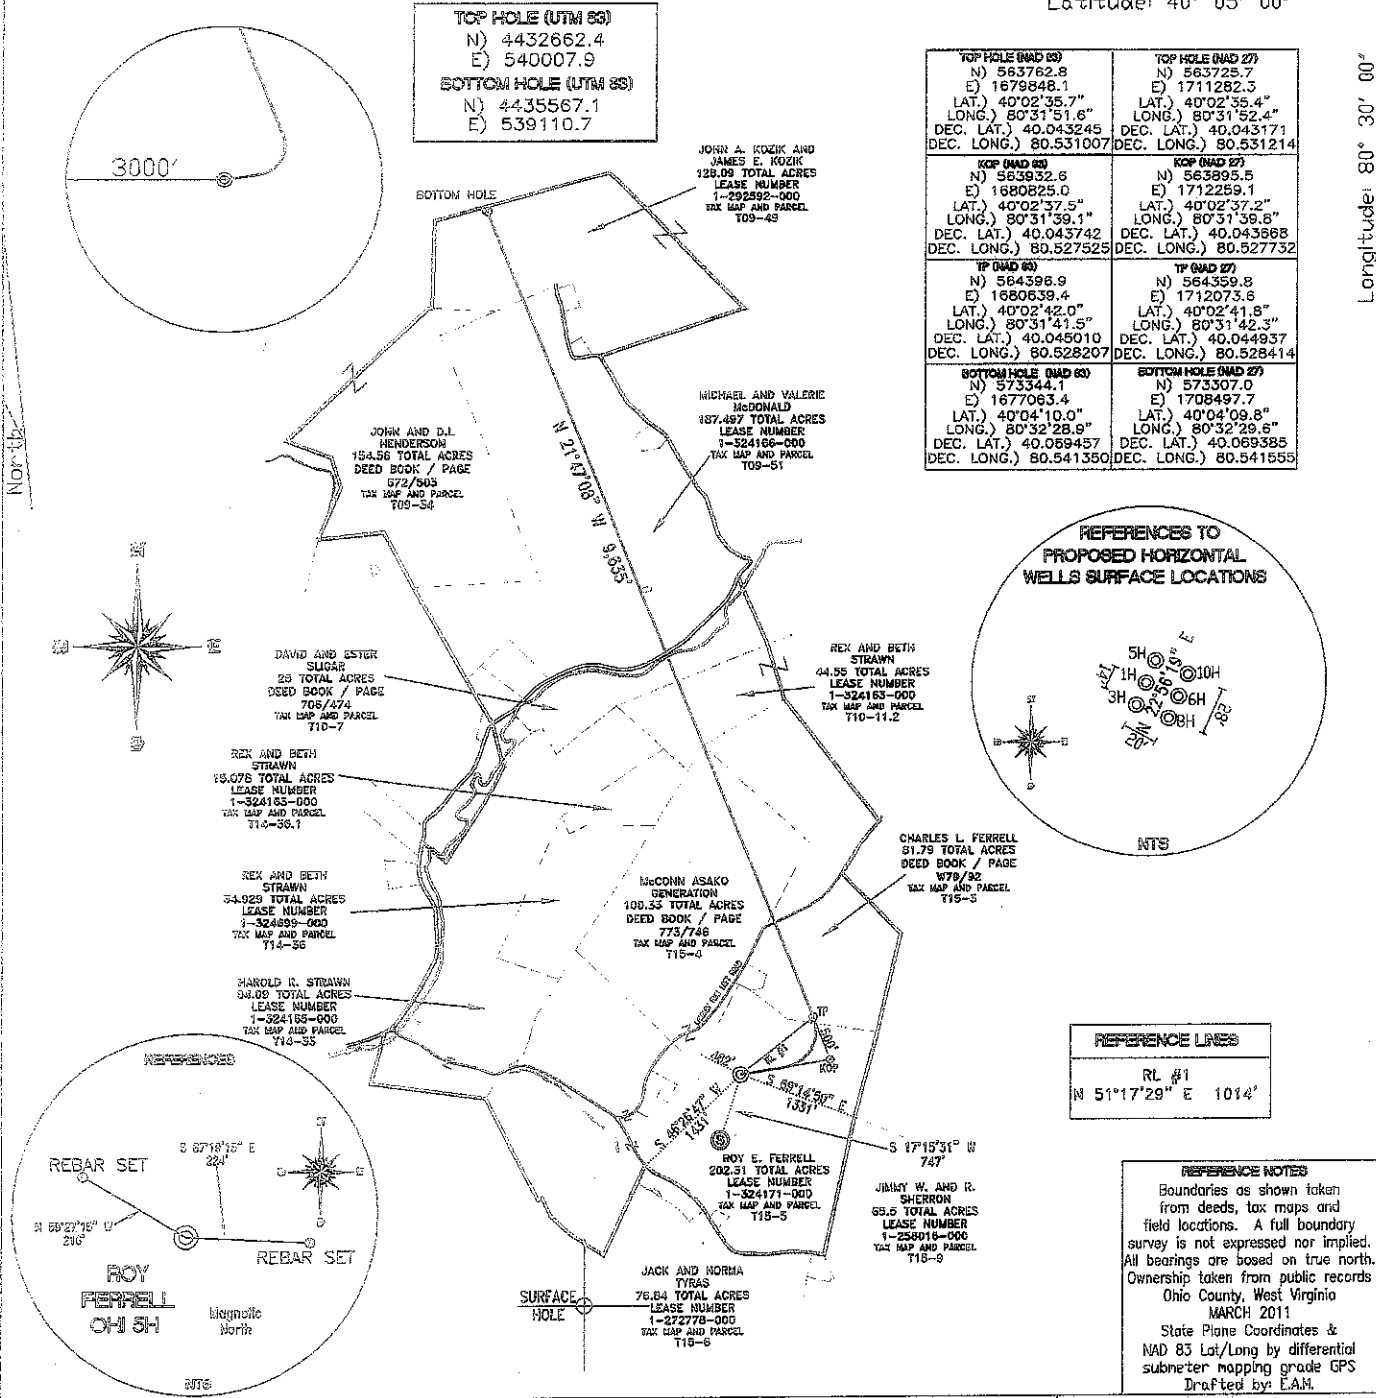 Latitude: 40° 05' 00"
Longitude: 80° 30' 00"
TOP HOLE (UTM 83)
N) 4432662.4
E) 540007.9
BOTTOM HOLE (UTM 83)
N) 4435567.1
E) 539110.7
3000'
North
TOP HOLE (NAD 83)
N) 563762.8
E) 1679848.1
LAT.) 40°02'35.7"
LONG.) 80°31'51.6"
DEC. LAT.) 40.043245
DEC. LONG.) 80.531007
TOP HOLE (NAD 27)
N) 563725.7
E) 1711282.3
LAT.) 40°02'35.4"
LONG.) 80°31'52.4"
DEC. LAT.) 40.043171
DEC. LONG.) 80.531214
KOP (NAD 83)
N) 563932.6
E) 1680825.0
LAT.) 40°02'37.5"
LONG.) 80°31'39.1"
DEC. LAT.) 40.043742
DEC. LONG.) 80.527525
KOP (NAD 27)
N) 563895.5
E) 1712259.1
LAT.) 40°02'37.2"
LONG.) 80°31'39.8"
DEC. LAT.) 40.043668
DEC. LONG.) 80.527732
TP (NAD 83)
N) 564396.9
E) 1680639.4
LAT.) 40°02'42.0"
LONG.) 80°31'41.5"
DEC. LAT.) 40.045010
DEC. LONG.) 80.528207
TP (NAD 27)
N) 564359.8
E) 1712073.6
LAT.) 40°02'41.8"
LONG.) 80°31'42.3"
DEC. LAT.) 40.044937
DEC. LONG.) 80.528414
BOTTOM HOLE (NAD 83)
N) 573344.1
E) 1677063.4
LAT.) 40°04'10.0"
LONG.) 80°32'28.9"
DEC. LAT.) 40.069457
DEC. LONG.) 80.541350
BOTTOM HOLE (NAD 27)
N) 573307.0
E) 1708497.7
LAT.) 40°04'09.8"
LONG.) 80°32'29.6"
DEC. LAT.) 40.069385
DEC. LONG.) 80.541555
JOHN A. KOZIK AND
JAMES E. KOZIK
128.09 TOTAL ACRES
LEASE NUMBER
1-292592-000
TAX MAP AND PARCEL
T09-49
BOTTOM HOLE
MICHAEL AND VALERIE
McDONALD
187.497 TOTAL ACRES
LEASE NUMBER
1-324166-000
TAX MAP AND PARCEL
T09-51
JOHN AND D.L.
HENDERSON
154.56 TOTAL ACRES
DEED BOOK / PAGE
672/503
TAX MAP AND PARCEL
T09-54
N 21°47'08" W 9,635'
REFERENCES TO
PROPOSED HORIZONTAL
WELLS SURFACE LOCATIONS
5H
1H
3H
10H
6H
8H
N 22°56'19" E
14'
20'
28'
NTS
N
W
E
S
DAVID AND ESTER
SUGAR
25 TOTAL ACRES
DEED BOOK / PAGE
706/474
TAX MAP AND PARCEL
T10-7
REX AND BETH
STRAWN
44.55 TOTAL ACRES
LEASE NUMBER
1-324163-000
TAX MAP AND PARCEL
T10-11.2
REX AND BETH
STRAWN
15.078 TOTAL ACRES
LEASE NUMBER
1-324163-000
TAX MAP AND PARCEL
T14-36.1
CHARLES L. FERRELL
81.79 TOTAL ACRES
DEED BOOK / PAGE
W79/92
TAX MAP AND PARCEL
T15-3
REX AND BETH
STRAWN
34.929 TOTAL ACRES
LEASE NUMBER
1-324699-000
TAX MAP AND PARCEL
T14-36
McCONN ASAKO
GENERATION
100.33 TOTAL ACRES
DEED BOOK / PAGE
773/746
TAX MAP AND PARCEL
T15-4
HAROLD R. STRAWN
94.09 TOTAL ACRES
LEASE NUMBER
1-324165-000
TAX MAP AND PARCEL
T14-35
TP
500'
KOP
RL #1
482'
S 69°14'50" E
1331'
S 46°26'47" W
1431'
S 17°15'31" W
747'
ROY E. FERRELL
202.31 TOTAL ACRES
LEASE NUMBER
1-324171-000
TAX MAP AND PARCEL
T15-5
JIMMY W. AND R.
SHERRON
65.5 TOTAL ACRES
LEASE NUMBER
1-258016-000
TAX MAP AND PARCEL
T15-9
JACK AND NORMA
TYRAS
76.84 TOTAL ACRES
LEASE NUMBER
1-272778-000
TAX MAP AND PARCEL
T15-6
SURFACE
HOLE
REFERENCES
REBAR SET
S 87°18'15" E
224'
216'
REBAR SET
ROY
FERRELL
OHI 5H
Magnetic
North
NTS
REFERENCE LINES
RL #1
N 51°17'29" E 1014'
REFERENCE NOTES
Boundaries as shown taken
from deeds, tax maps and
field locations. A full boundary
survey is not expressed nor implied.
All bearings are based on true north.
Ownership taken from public records
Ohio County, West Virginia
MARCH 2011
State Plane Coordinates &
NAD 83 Lat/Long by differential
submeter mapping grade GPS
Drafted by: E.A.M.